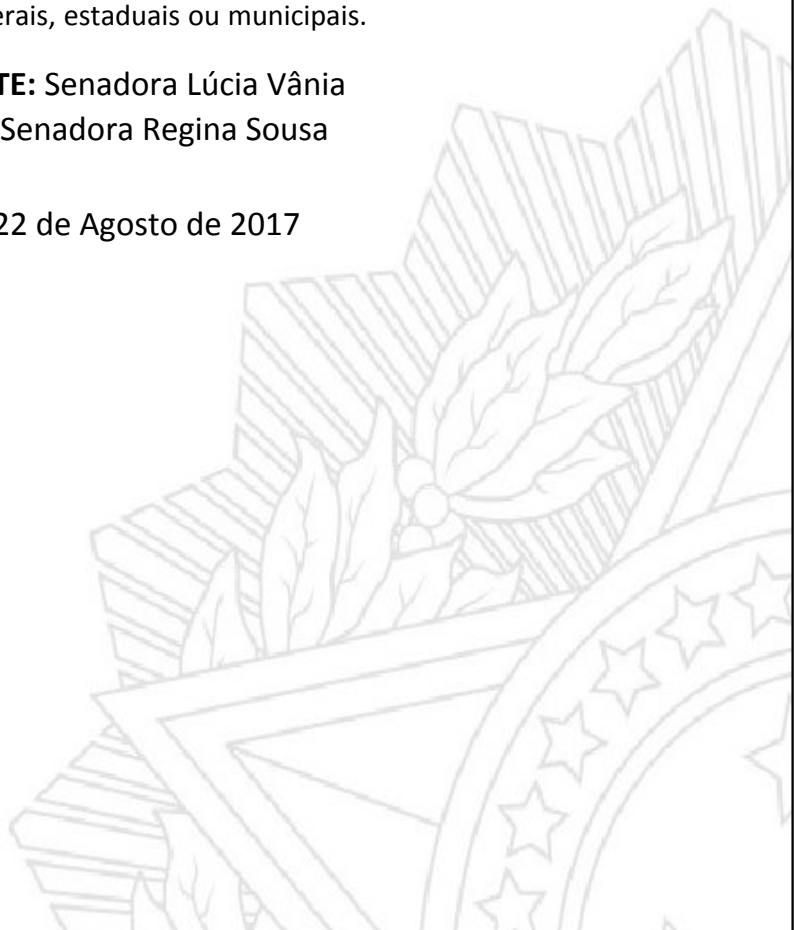 erais, estaduais ou municipais.
TE: Senadora Lúcia Vânia
Senadora Regina Sousa
22 de Agosto de 2017